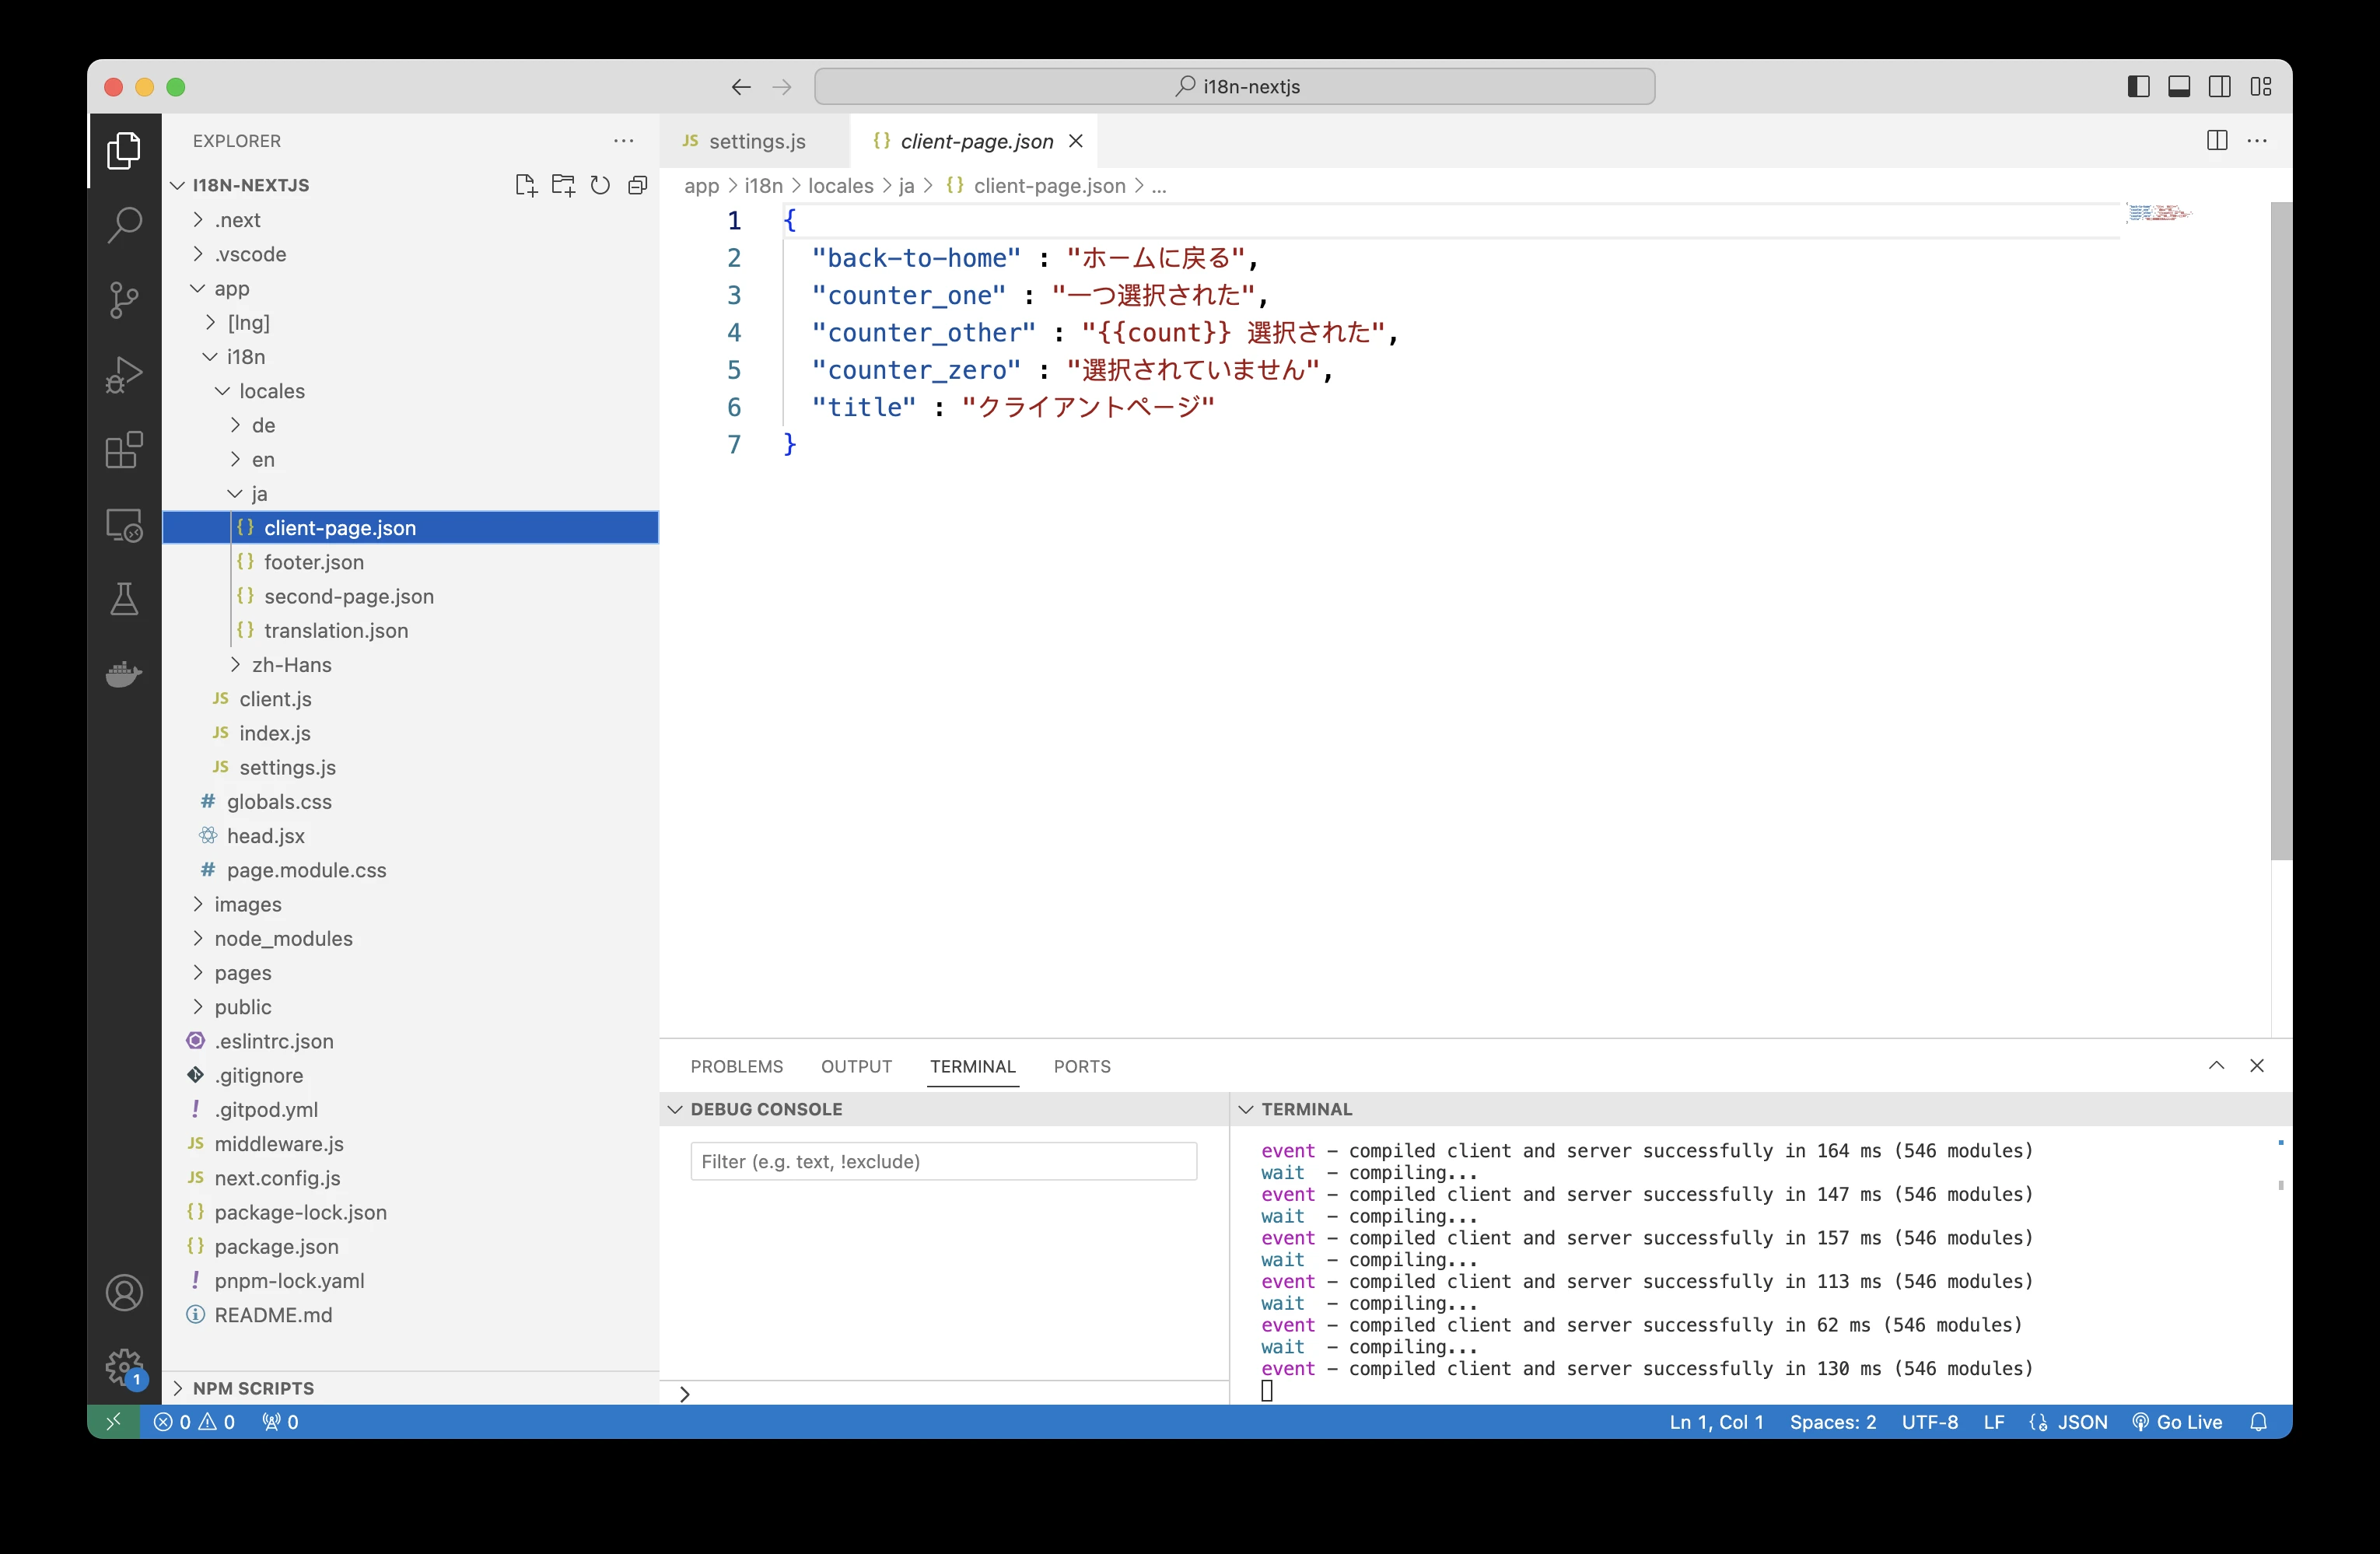 i18n-nextjs
EXPLORER
I18N-NEXTJS
.next
.vscode
app
[lng]
i18n
locales
de
en
ja
{} client-page.json
{} footer.json
{} second-page.json
{} translation.json
zh-Hans
JS client.js
JS index.js
JS settings.js
# globals.css
head.jsx
# page.module.css
images
node_modules
pages
public
.eslintrc.json
.gitignore
! .gitpod.yml
JS middleware.js
JS next.config.js
{} package-lock.json
{} package.json
! pnpm-lock.yaml
README.md
NPM SCRIPTS
1
JS settings.js
{} client-page.json
app > i18n > locales > ja > {} client-page.json > ...
1 {
2 "back-to-home" : "ホームに戻る",
3 "counter_one" : "一つ選択された",
4 "counter_other" : "{{count}} 選択された",
5 "counter_zero" : "選択されていません",
6 "title" : "クライアントページ"
7 }
PROBLEMS OUTPUT TERMINAL PORTS
DEBUG CONSOLE
Filter (e.g. text, !exclude)
>
TERMINAL
event - compiled client and server successfully in 164 ms (546 modules)
wait - compiling...
event - compiled client and server successfully in 147 ms (546 modules)
wait - compiling...
event - compiled client and server successfully in 157 ms (546 modules)
wait - compiling...
event - compiled client and server successfully in 113 ms (546 modules)
wait - compiling...
event - compiled client and server successfully in 62 ms (546 modules)
wait - compiling...
event - compiled client and server successfully in 130 ms (546 modules)
0 0 0
Ln 1, Col 1 Spaces: 2 UTF-8 LF {} JSON Go Live